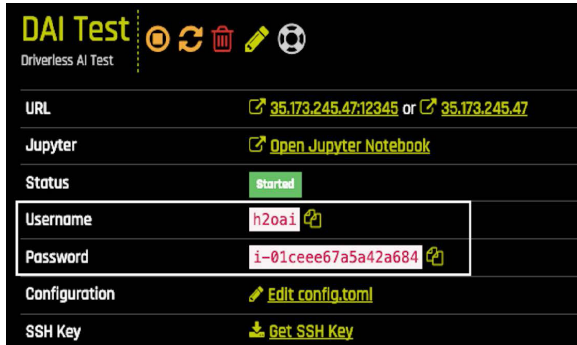 DAI Test
Driverless AI Test
URL 35.173.245.47:12345 or 35.173.245.47
Jupyter Open Jupyter Notebook
Status Started
Username h2oai
Password i-01ceee67a5a42a684
Configuration Edit config.toml
SSH Key Get SSH Key